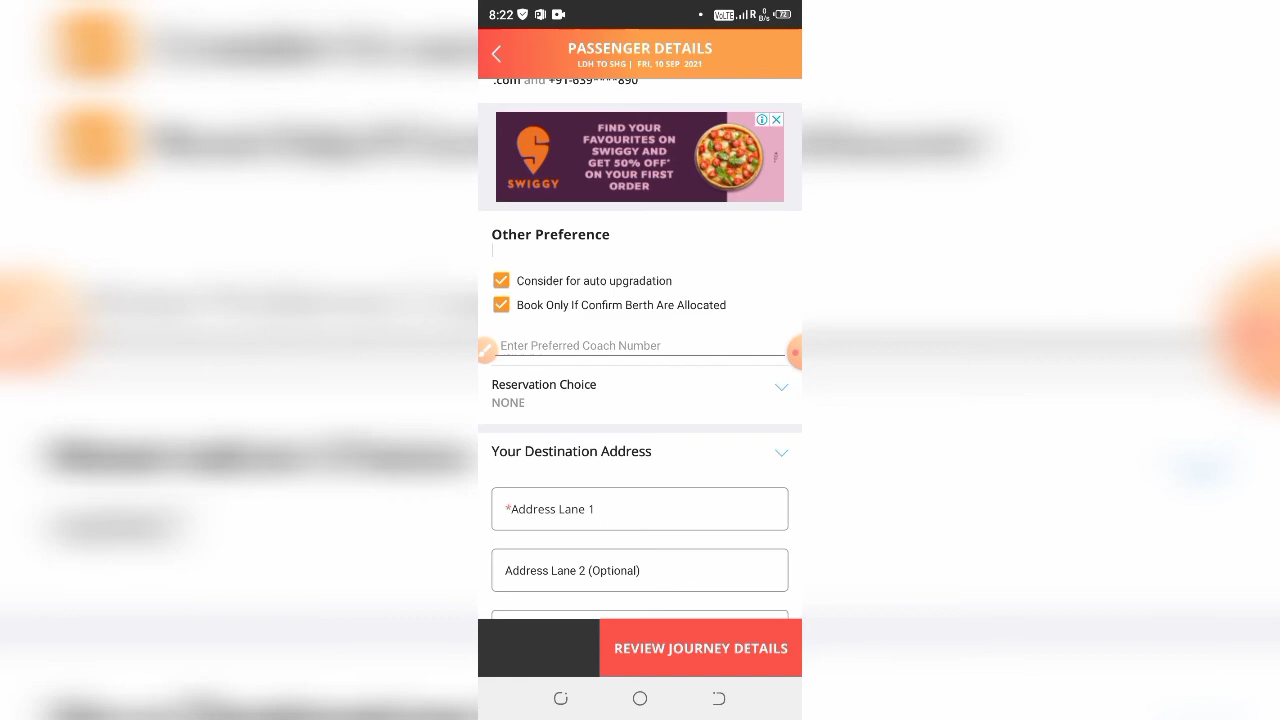 8:22
VoLTE R 0 B/s 72
PASSENGER DETAILS
LDH TO SHG | FRI, 10 SEP 2021
.com and +91-639****890
FIND YOUR
FAVOURITES ON
SWIGGY AND
GET 50% OFF*
ON YOUR FIRST
ORDER
SWIGGY
Other Preference
Consider for auto upgradation
Book Only If Confirm Berth Are Allocated
Enter Preferred Coach Number
Reservation Choice
NONE
Your Destination Address
*Address Lane 1
Address Lane 2 (Optional)
REVIEW JOURNEY DETAILS